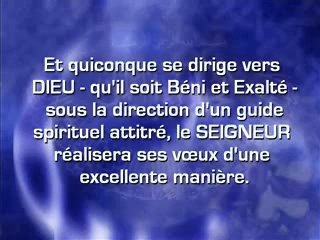 Et quiconque se dirige vers
DIEU - qu'il soit Béni et Exalté -
sous la direction d'un guide
spirituel attitré, le SEIGNEUR
réalisera ses vœux d'une
excellente manière.